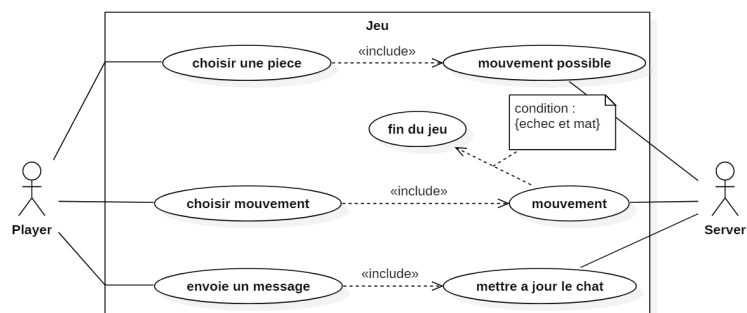 Jeu
choisir une piece
«include»
mouvement possible
condition :
{echec et mat}
fin du jeu
choisir mouvement
«include»
mouvement
Player
Server
envoie un message
«include»
mettre a jour le chat